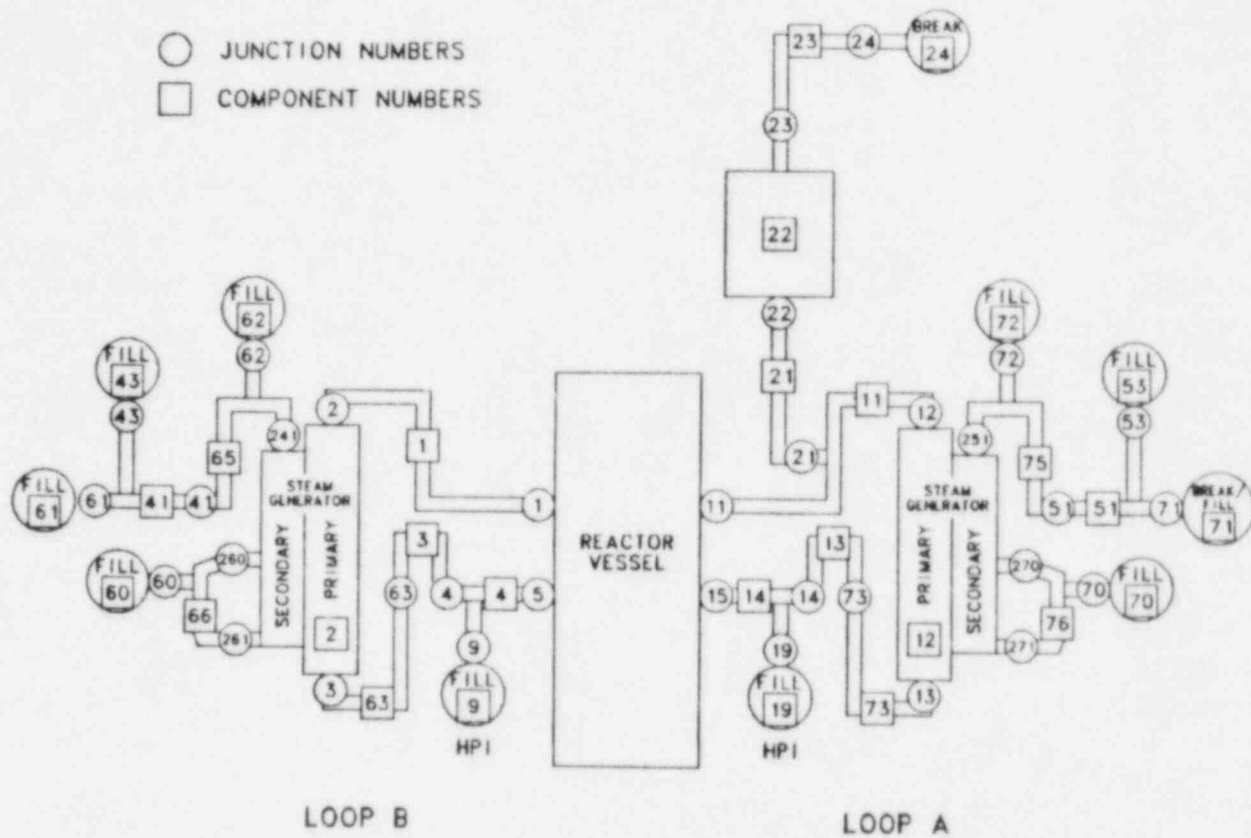 JUNCTION NUMBERS
COMPONENT NUMBERS
BREAK
24
23
24
23
22
22
21
21
FILL
62
62
FILL
43
43
FILL
61
61
41
41
65
241
2
1
1
STEAM
GENERATOR
SECONDARY
PRIMARY
2
FILL
60
60
260
66
261
3
63
63
3
4
4
5
9
FILL
9
HPI
REACTOR
VESSEL
11
11
12
FILL
72
72
251
75
FILL
53
53
51
51
71
BREAK/
FILL
71
STEAM
GENERATOR
PRIMARY
SECONDARY
12
270
70
FILL
70
76
271
13
73
73
13
14
14
15
19
FILL
19
HPI
LOOP B
LOOP A